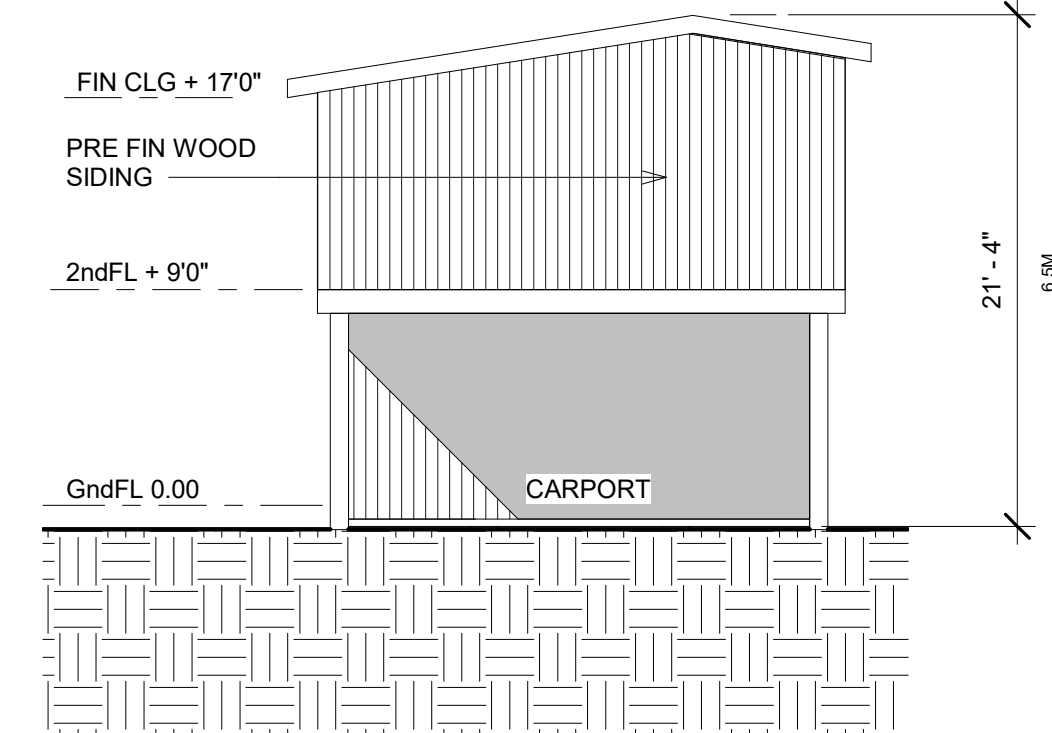 FIN CLG + 17'0"
PRE FIN WOOD
SIDING
2ndFL + 9'0"
21' - 4"
6.5M
GndFL 0.00
CARPORT